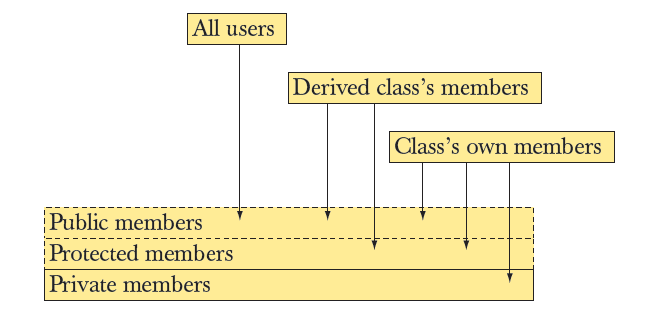 All users
Derived class’s members
Class’s own members
Public members
Protected members
Private members